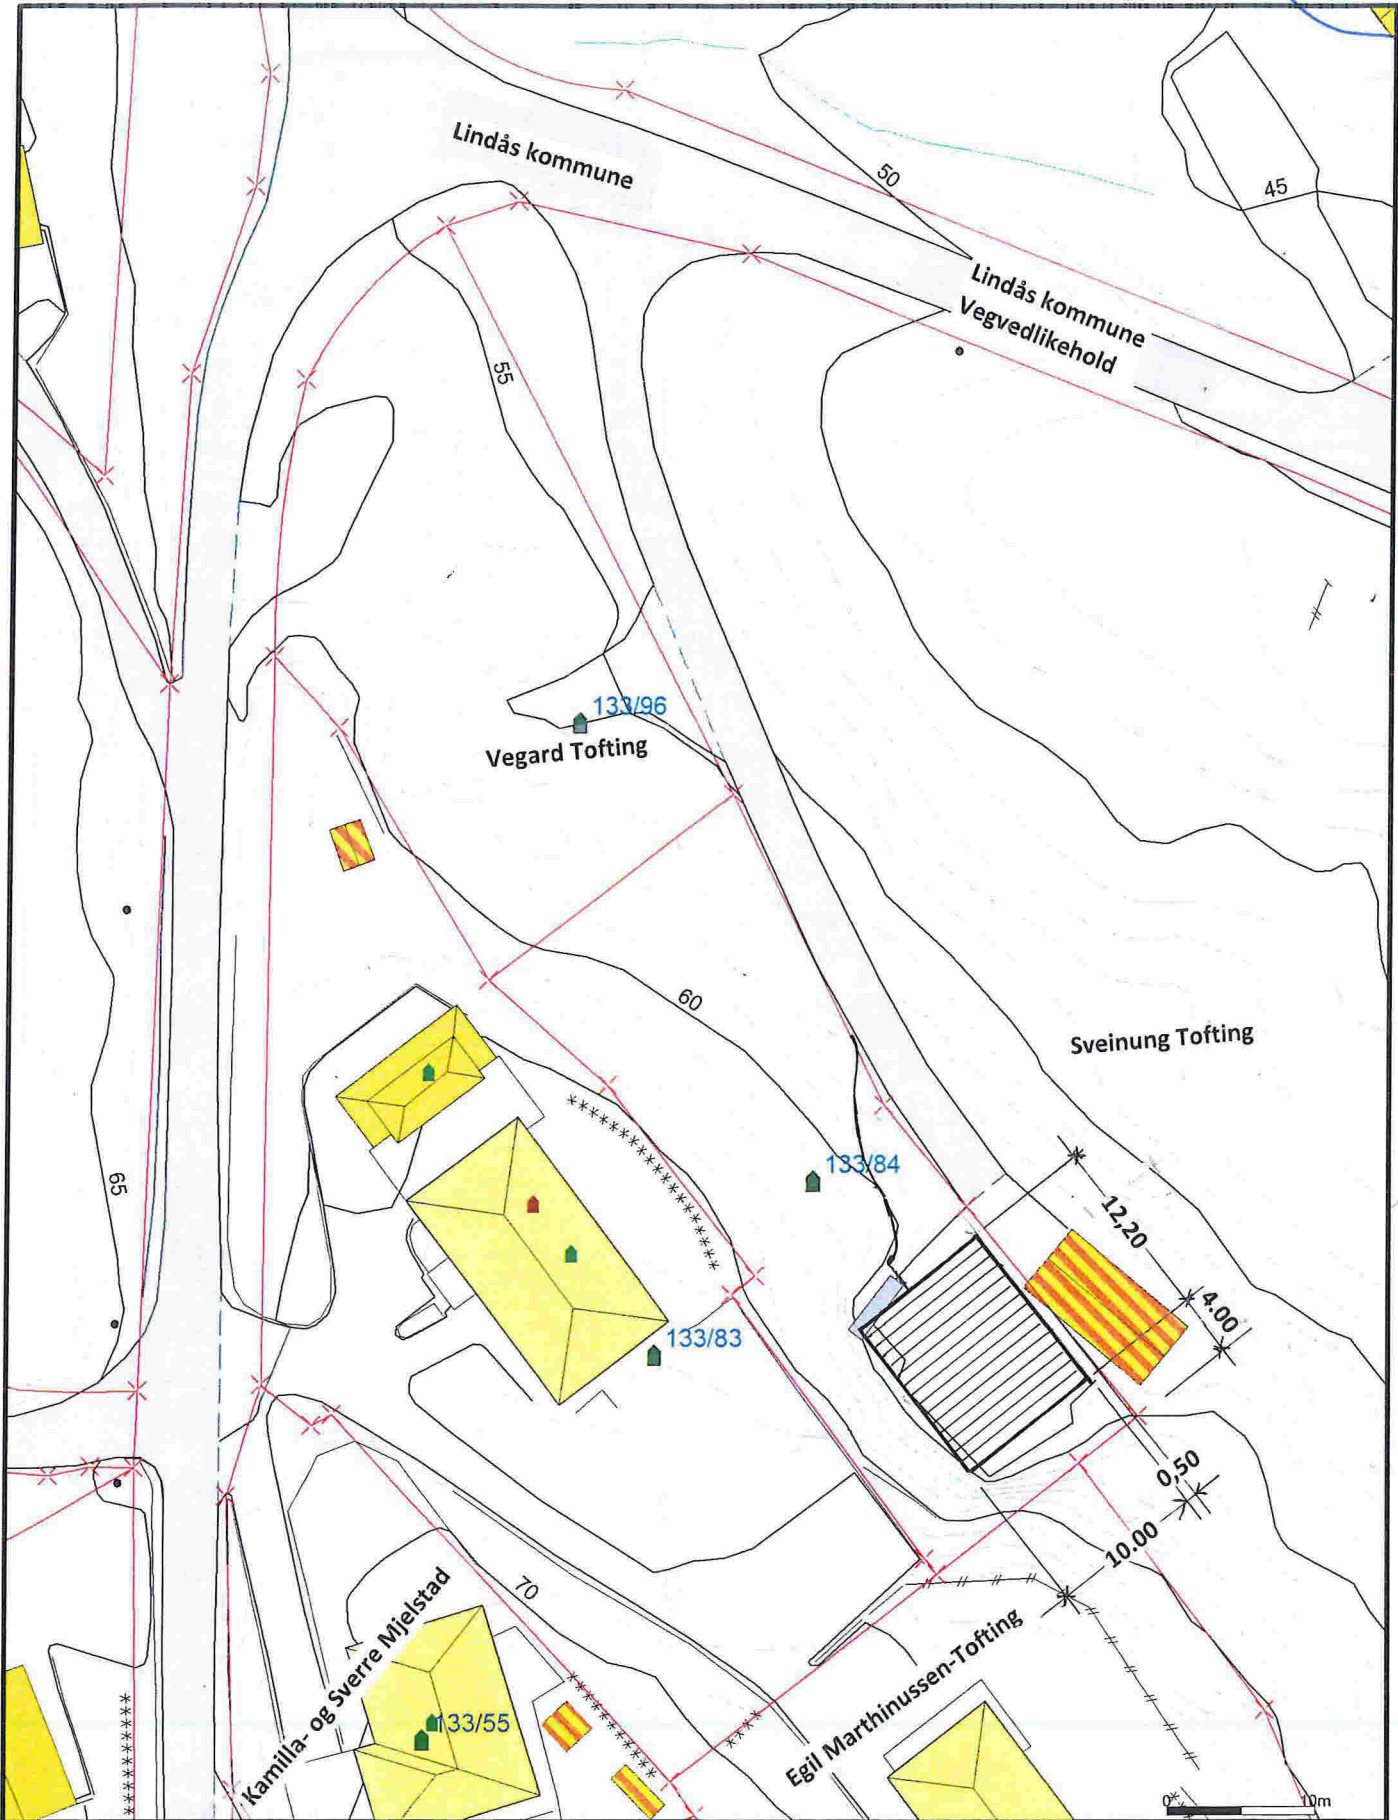 Lindås kommune
50
45
Lindås kommune
Vegvedlikehold
55
133/96
Vegard Tofting
60
Sveinung Tofting
133/84
65
12,20
4.00
133/83
0,50
10.00
70
Kamilla- og Sverre Mjelstad
Egil Marthinussen-Tofting
133/55
0
10m